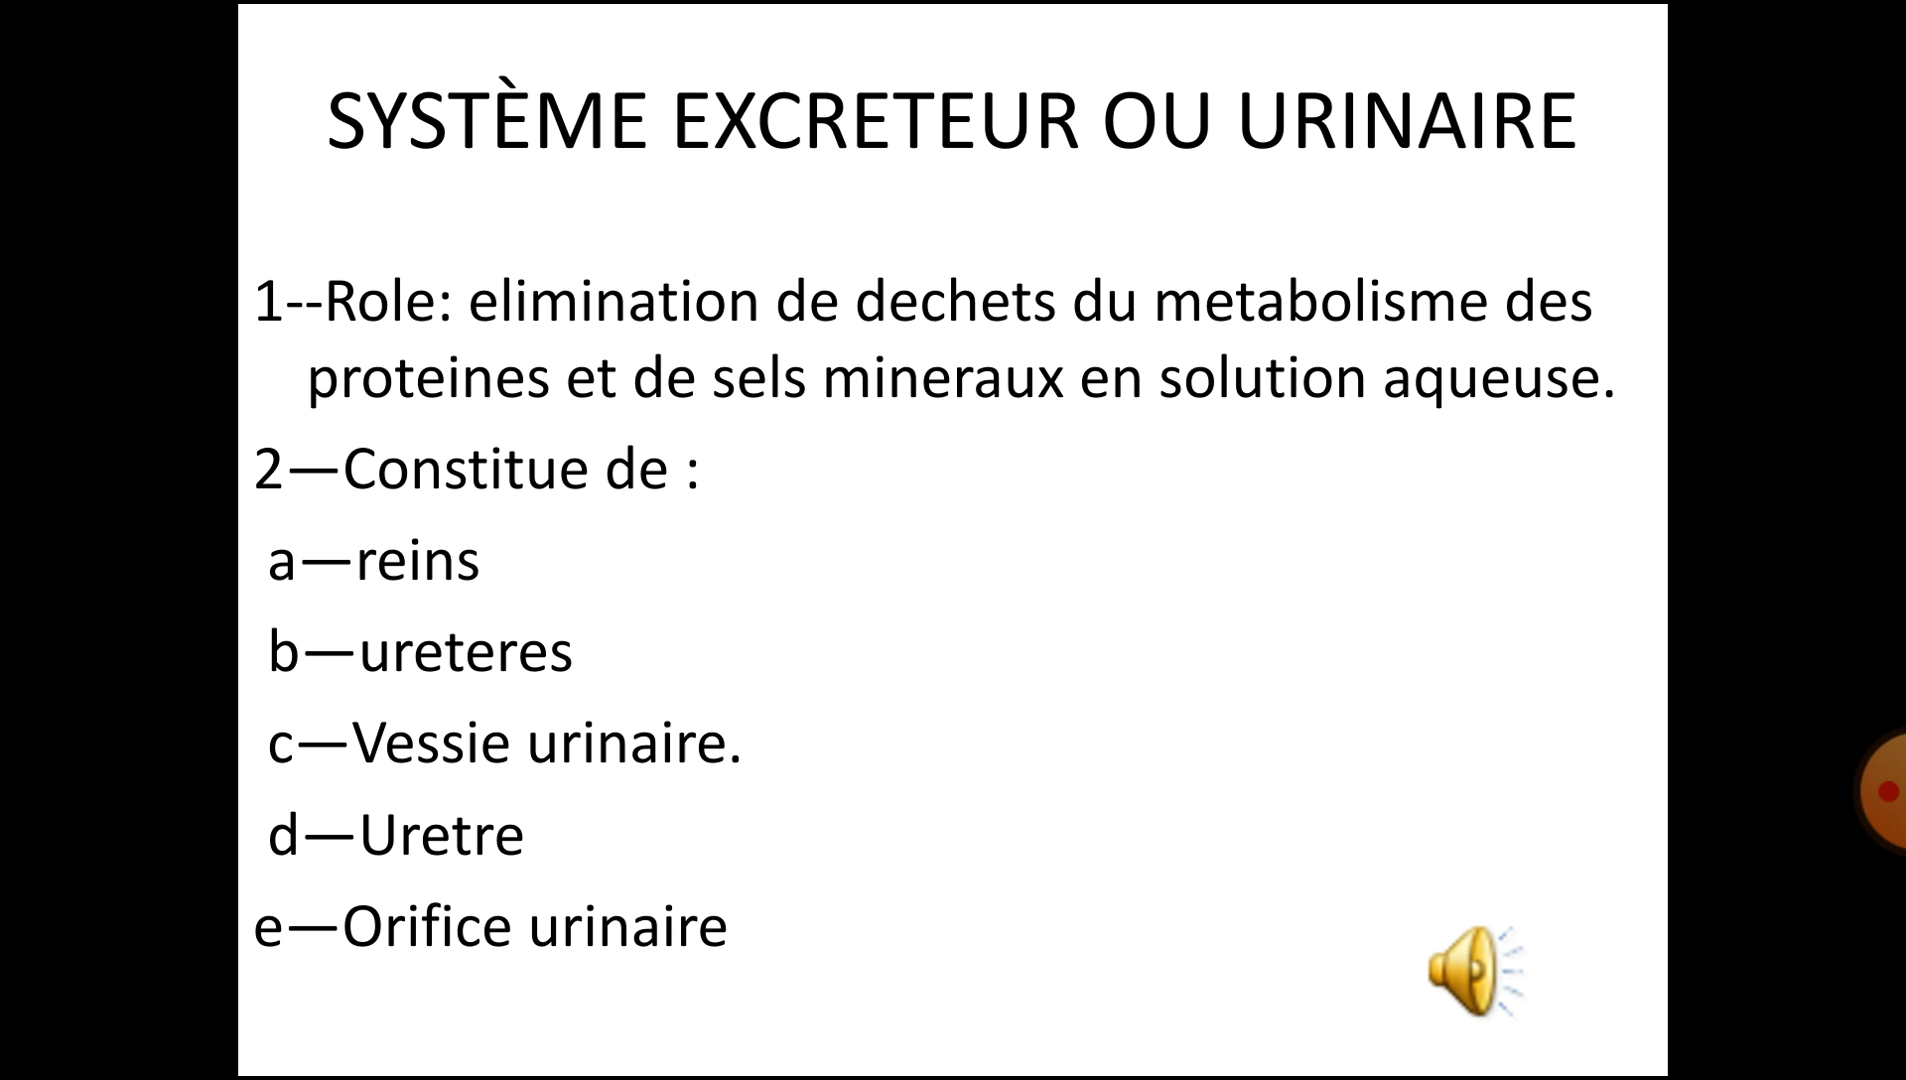 SYSTÈME EXCRETEUR OU URINAIRE
1--Role: elimination de dechets du metabolisme des
proteines et de sels mineraux en solution aqueuse.
2—Constitue de :
a—reins
b—ureteres
c—Vessie urinaire.
d—Uretre
e—Orifice urinaire